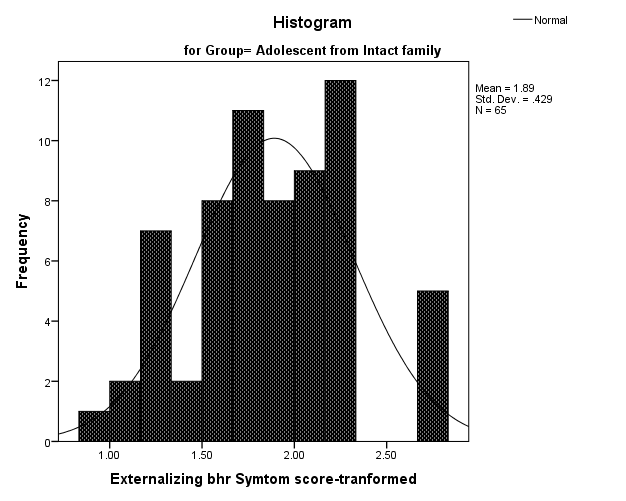 Histogram
Normal
for Group= Adolescent from Intact family
Mean = 1.89
Std. Dev. = .429
N = 65
Frequency
12
10
8
6
4
2
0
1.00 1.50 2.00 2.50
Externalizing bhr Symtom score-tranformed